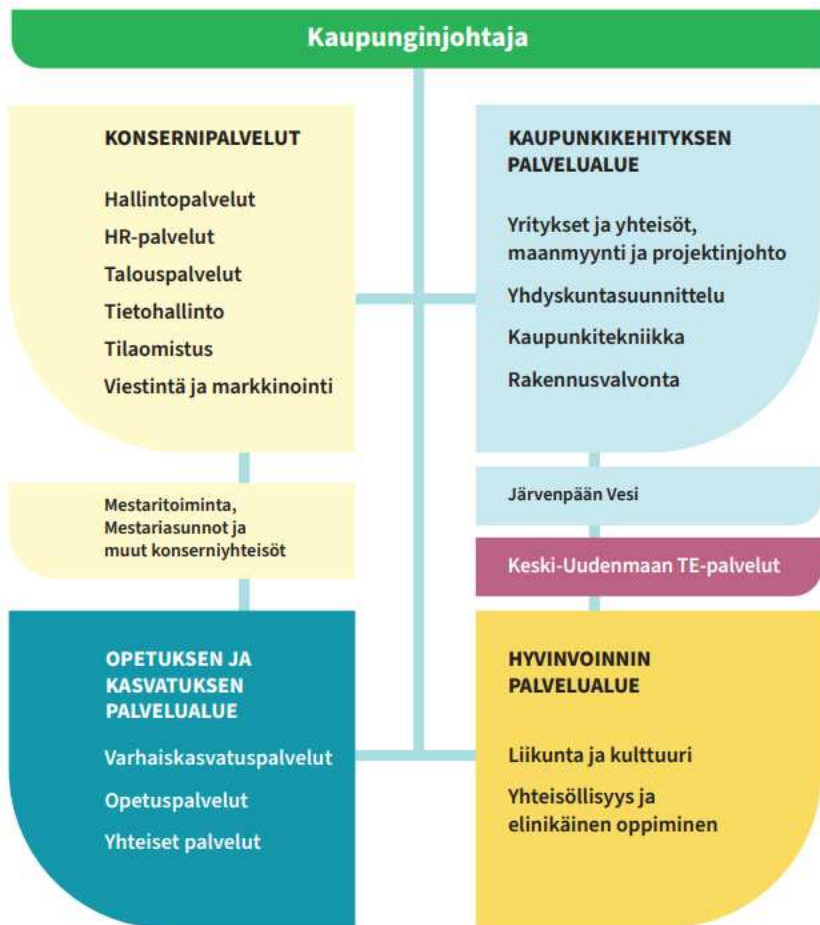 Kaupunginjohtaja
KONSERNIPALVELUT
Hallintopalvelut
HR-palvelut
Talouspalvelut
Tietohallinto
Tilaomistus
Viestintä ja markkinointi
KAUPUNKIKEHITYKSEN
PALVELUALUE
Yritykset ja yhteisöt,
maanmyynti ja projektinjohto
Yhdyskuntasuunnittelu
Kaupunkitekniikka
Rakennusvalvonta
Mestaritoiminta,
Mestariasunnot ja
muut konserniyhteisöt
Järvenpään Vesi
Keski-Uudenmaan TE-palvelut
OPETUKSEN JA
KASVATUKSEN
PALVELUALUE
Varhaiskasvatuspalvelut
Opetuspalvelut
Yhteiset palvelut
HYVINVOINNIN
PALVELUALUE
Liikunta ja kulttuuri
Yhteisöllisyys ja
elinikäinen oppiminen